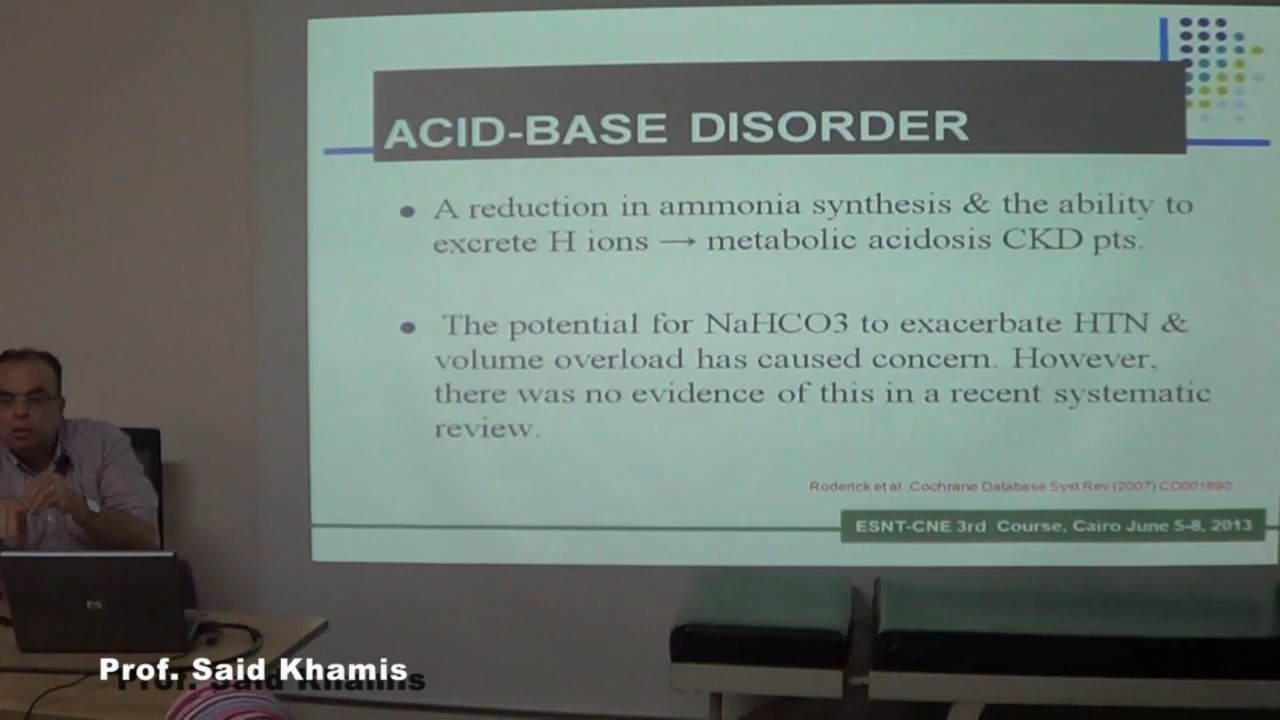 ACID-BASE DISORDER
• A reduction in ammonia synthesis & the ability to
excrete H ions → metabolic acidosis CKD pts.
• The potential for NaHCO3 to exacerbate HTN &
volume overload has caused concern. However,
there was no evidence of this in a recent systematic
review.
Roderick et al Cochrane Database Syst Rev (2007) CD001890
ESNT-CNE 3rd Course, Cairo June 5-8, 2013
hp
Prof. Said Khamis